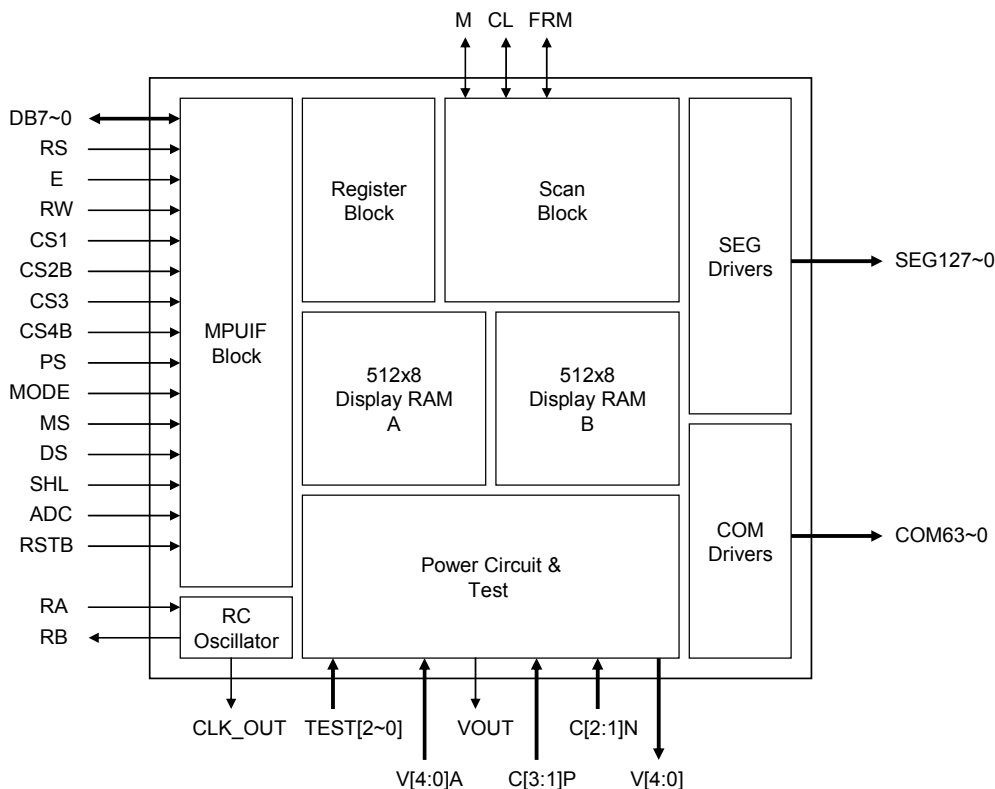 M
CL
FRM
DB7~0
RS
E
RW
CS1
CS2B
CS3
CS4B
PS
MODE
MS
DS
SHL
ADC
RSTB
RA
RB
MPUIF
Block
RC
Oscillator
Register
Block
Scan
Block
512x8
Display RAM
A
512x8
Display RAM
B
Power Circuit &
Test
SEG
Drivers
COM
Drivers
SEG127~0
COM63~0
CLK_OUT
TEST[2~0]
VOUT
C[2:1]N
V[4:0]A
C[3:1]P
V[4:0]